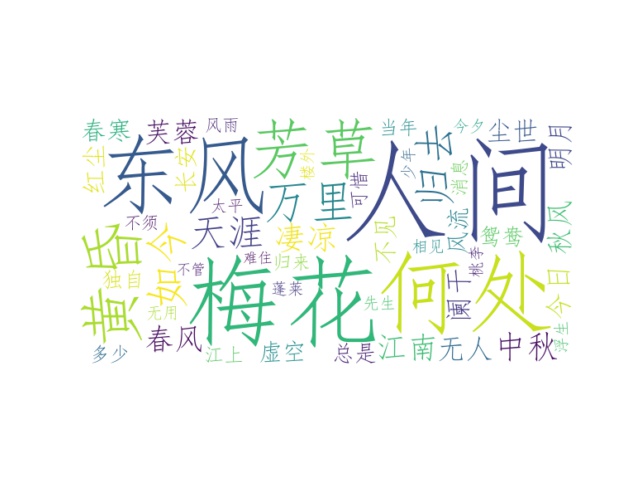 春寒
芙蓉
风雨
芳草
当年
今夕
尘世
明月
红尘
东风
长安
楼外
人间
归去
少年
消息
可惜
万里
太平
不须
天涯
凄凉
不见
风流
鸳鸯
秋风
黄昏
如今
相见
独自
不管
难住
归来
梅花
何处
阑干
桃李
今日
无用
蓬莱
先生
春风
江上
虚空
总是
江南
无人
中秋
浮生
多少